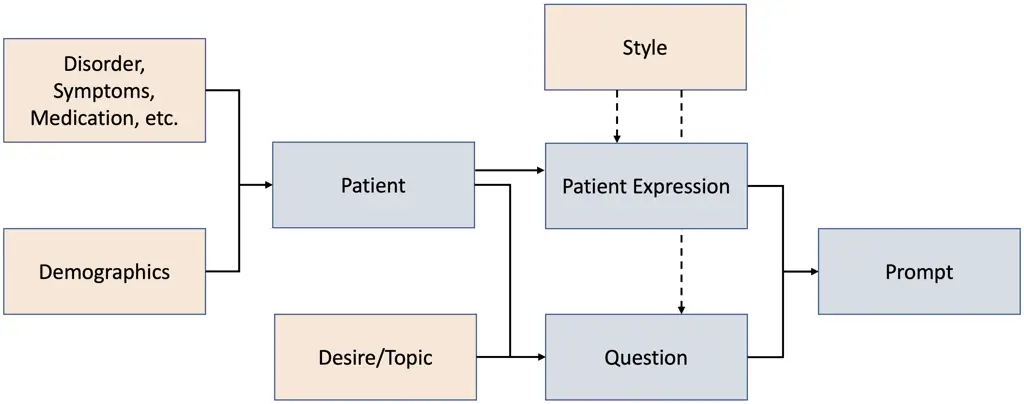 Disorder,
Symptoms,
Medication, etc.
Style
Patient
Patient Expression
Demographics
Prompt
Desire/Topic
Question